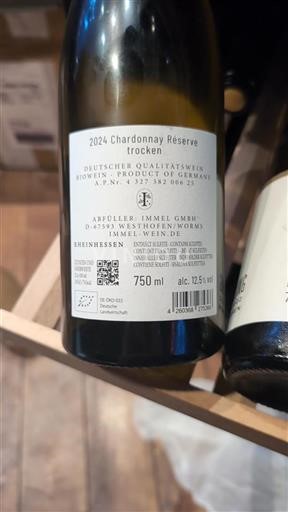 2024 Chardonnay Réserve
trocken
DEUTSCHER QUALITÄTSWEIN
BIOWEIN · PRODUCT OF GERMANY
A.P.Nr. 4 327 382 006 25
I
ABFÜLLER: IMMEL GMBH
D-67593 WESTHOFEN/WORMS
IMMEL-WEIN.DE
RHEINHESSEN
ENTHÄLT SULFITE · CONTAINS SULFITES
750 ml alc. 12,5% vol
DE-ÖKO-022
Deutsche
Landwirtschaft